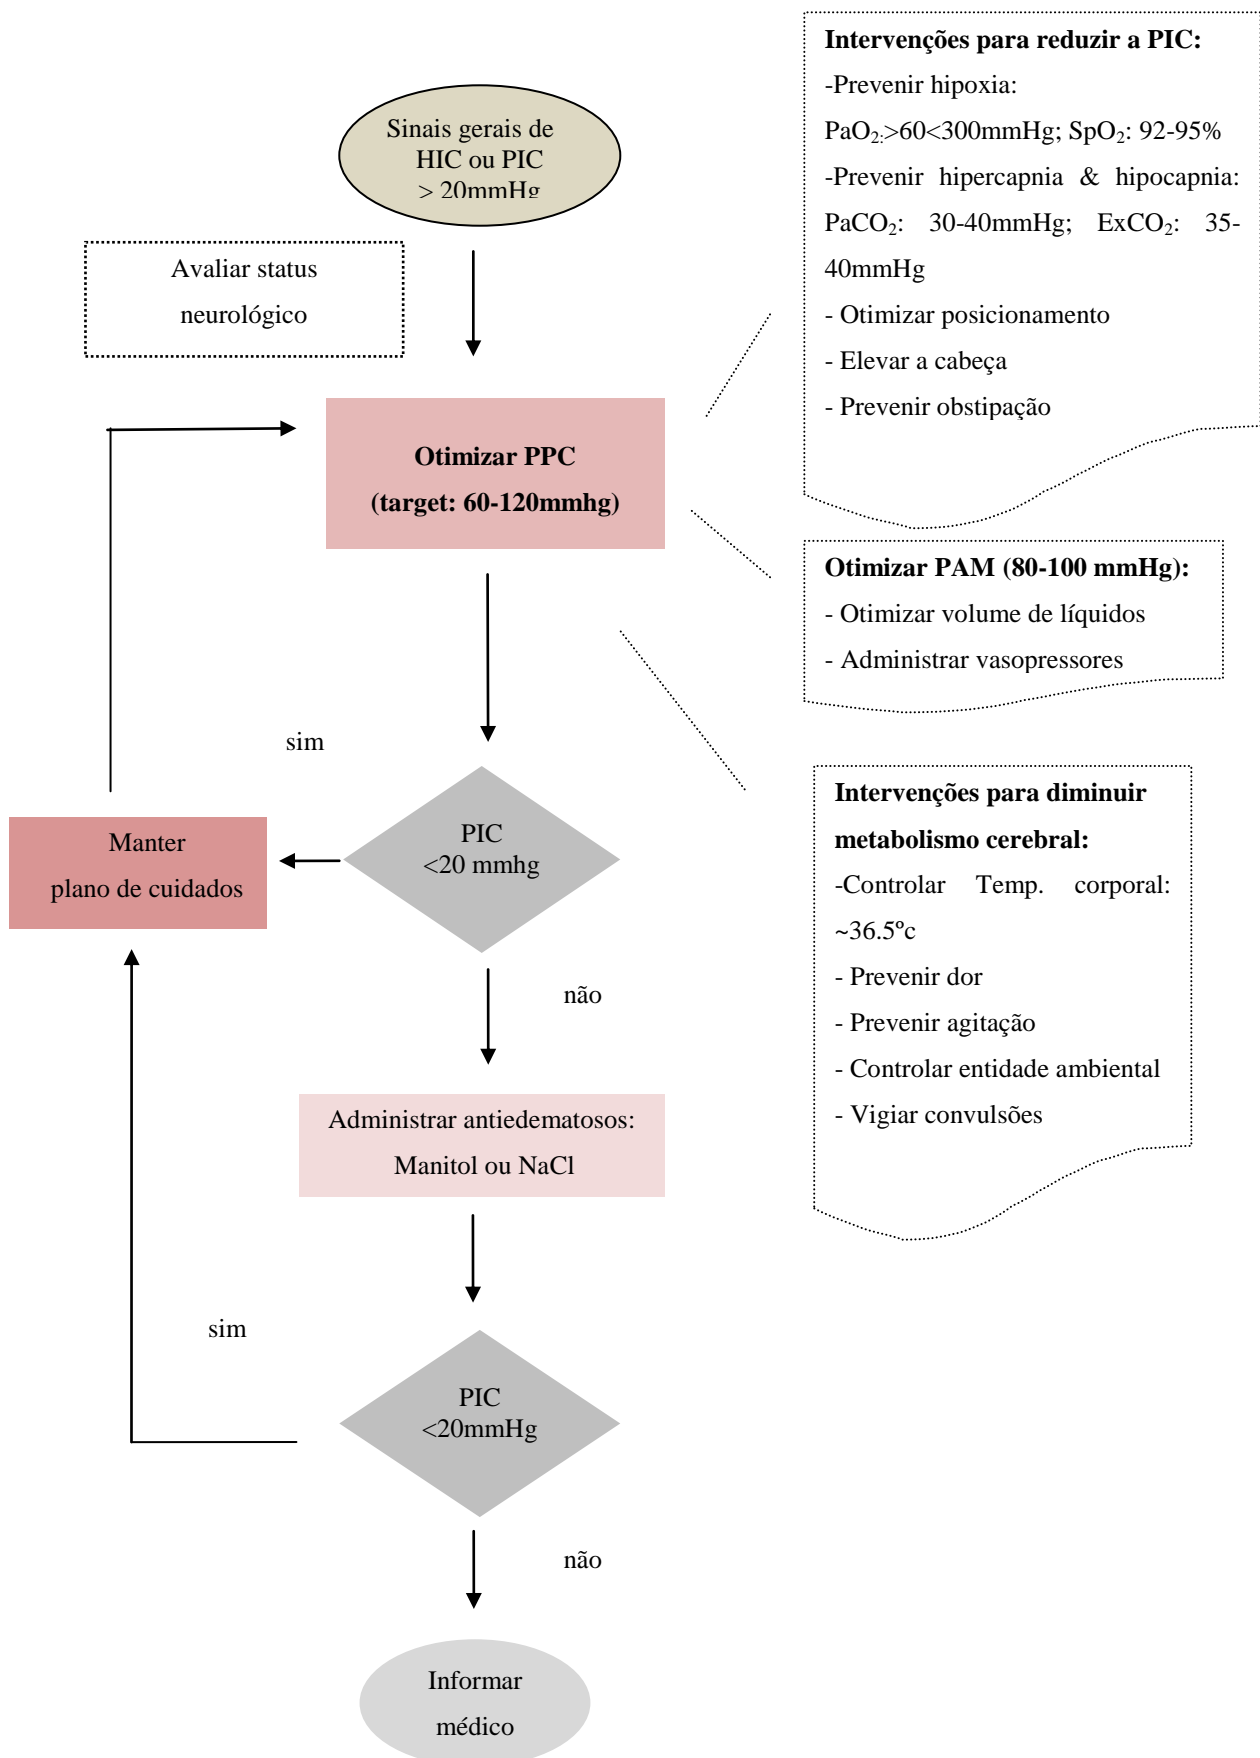 Sinais gerais de
HIC ou PIC
> 20mmHg
Avaliar status
neurológico
Otimizar PPC
(target: 60-120mmhg)
Intervenções para reduzir a PIC:
-Prevenir hipoxia:
PaO₂:>60<300mmHg; SpO₂: 92-95%
-Prevenir hipercapnia & hipocapnia:
PaCO₂: 30-40mmHg; ExCO₂: 35-
40mmHg
- Otimizar posicionamento
- Elevar a cabeça
- Prevenir obstipação
Otimizar PAM (80-100 mmHg):
- Otimizar volume de líquidos
- Administrar vasopressores
Intervenções para diminuir
metabolismo cerebral:
-Controlar Temp. corporal:
~36.5ºc
- Prevenir dor
- Prevenir agitação
- Controlar entidade ambiental
- Vigiar convulsões
sim
PIC
<20 mmhg
Manter
plano de cuidados
não
Administrar antiedematosos:
Manitol ou NaCl
sim
PIC
<20mmHg
não
Informar
médico